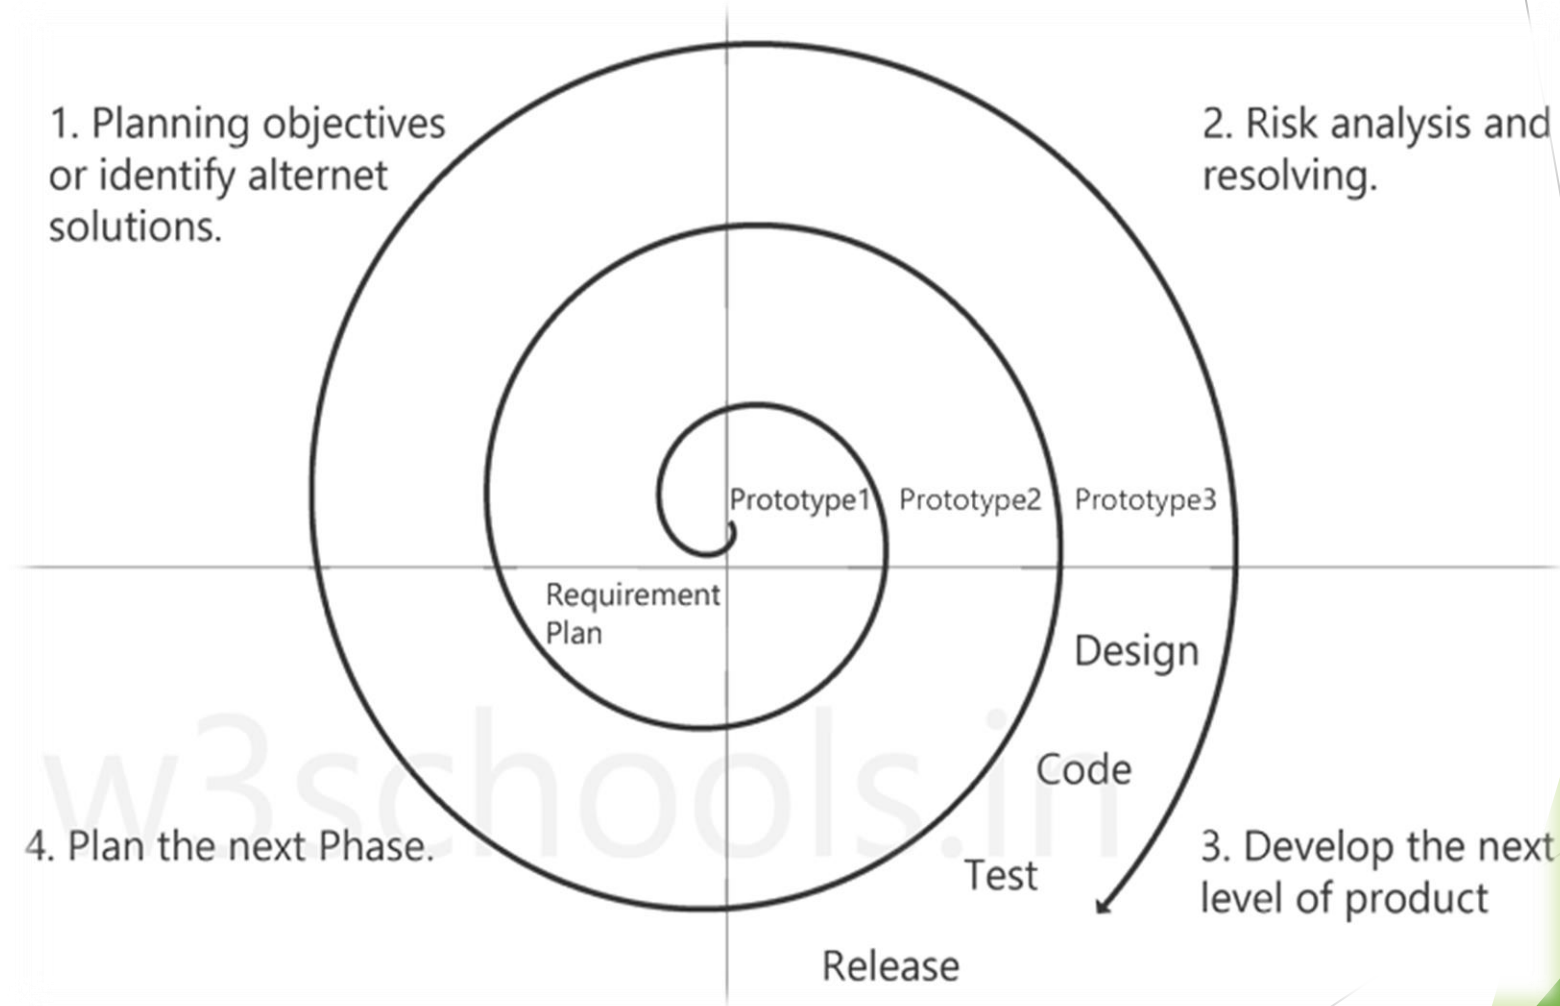 1. Planning objectives
or identify alternet
solutions.
2. Risk analysis and
resolving.
Prototype1
Prototype2
Prototype3
Requirement
Plan
Design
Code
Test
Release
3. Develop the next
level of product
4. Plan the next Phase.
w3schools.in